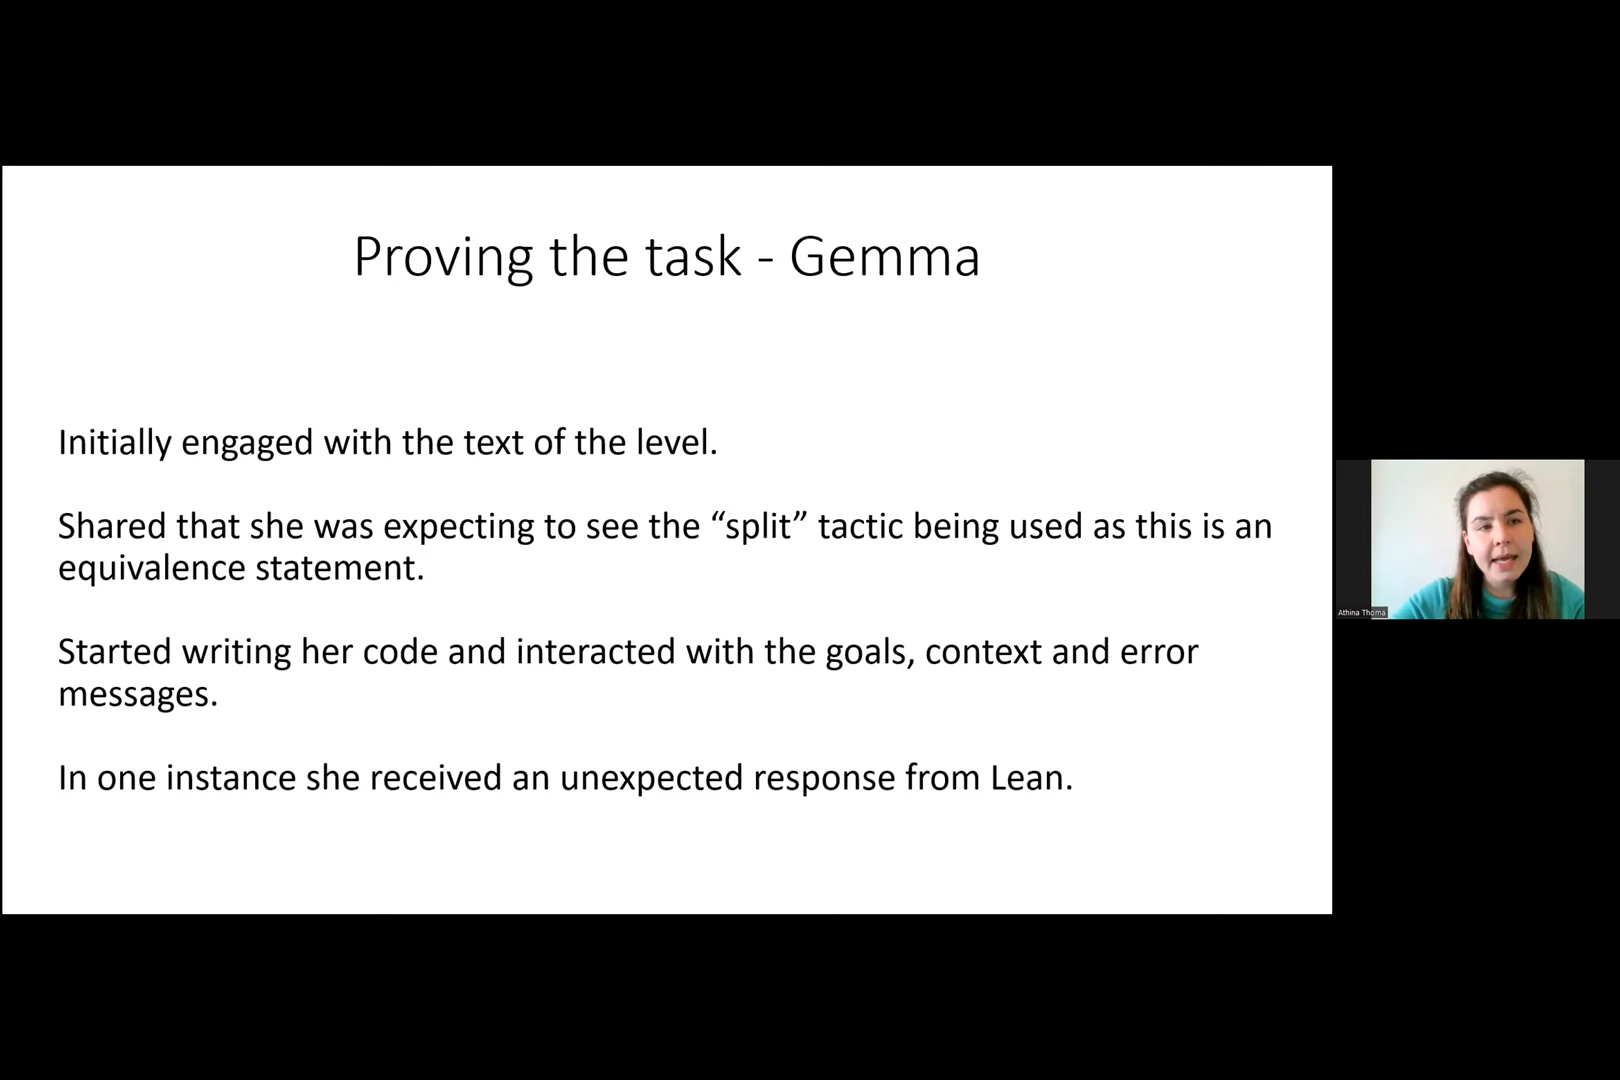 Proving the task - Gemma
Initially engaged with the text of the level.
Shared that she was expecting to see the “split” tactic being used as this is an
equivalence statement.
Started writing her code and interacted with the goals, context and error
messages.
In one instance she received an unexpected response from Lean.
Athina Thoma